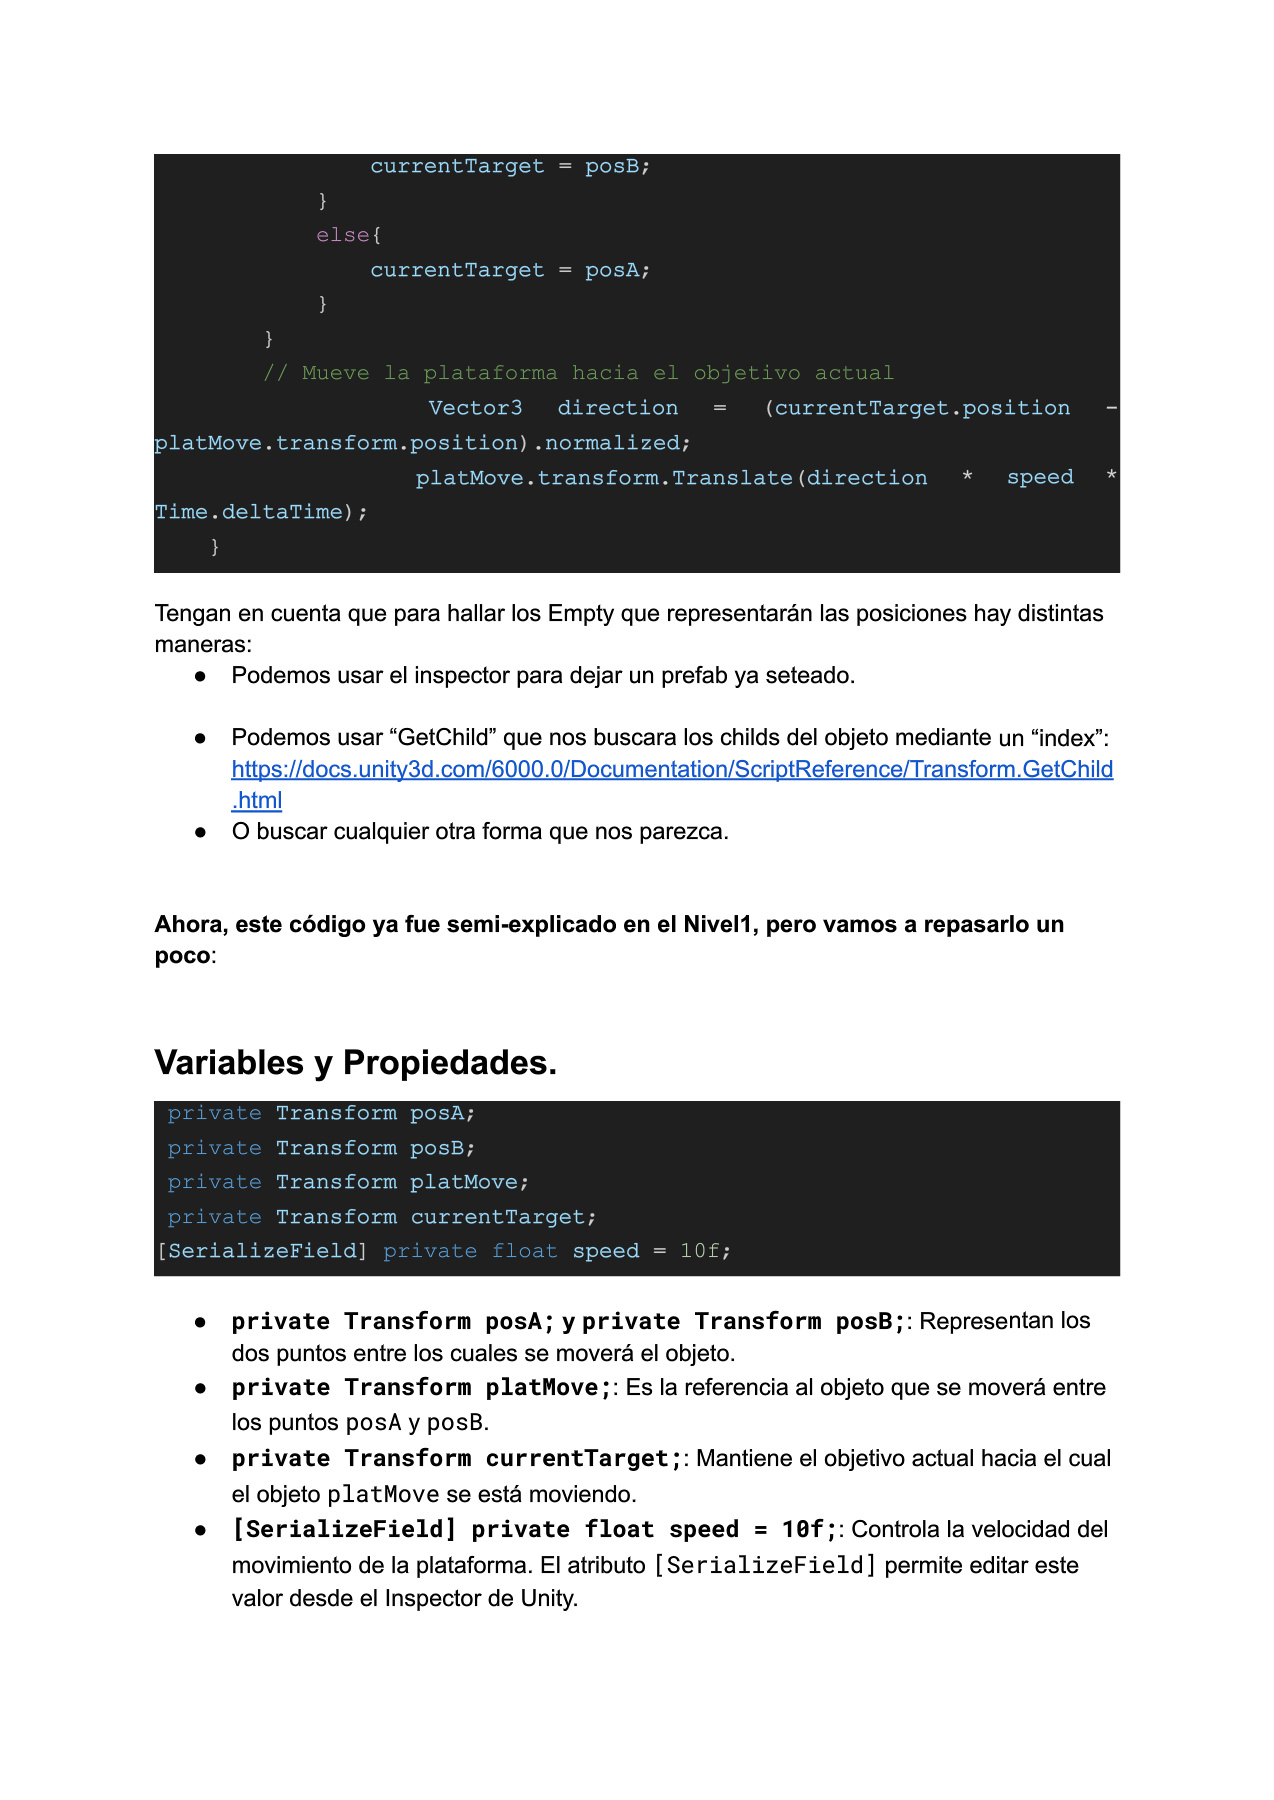 currentTarget = posB;
}
else{
currentTarget = posA;
}
}
// Mueve la plataforma hacia el objetivo actual
Vector3 direction = (currentTarget.position -
platMove.transform.position).normalized;
platMove.transform.Translate(direction * speed *
Time.deltaTime);
}
Tengan en cuenta que para hallar los Empty que representarán las posiciones hay distintas
maneras:
● Podemos usar el inspector para dejar un prefab ya seteado.
● Podemos usar “GetChild” que nos buscara los childs del objeto mediante un “index”:
https://docs.unity3d.com/6000.0/Documentation/ScriptReference/Transform.GetChild
.html
● O buscar cualquier otra forma que nos parezca.
Ahora, este código ya fue semi-explicado en el Nivel1, pero vamos a repasarlo un
poco:
Variables y Propiedades.
private Transform posA;
private Transform posB;
private Transform platMove;
private Transform currentTarget;
[SerializeField] private float speed = 10f;
● private Transform posA; y private Transform posB;: Representan los
dos puntos entre los cuales se moverá el objeto.
● private Transform platMove;: Es la referencia al objeto que se moverá entre
los puntos posA y posB.
● private Transform currentTarget;: Mantiene el objetivo actual hacia el cual
el objeto platMove se está moviendo.
● [SerializeField] private float speed = 10f;: Controla la velocidad del
movimiento de la plataforma. El atributo [SerializeField] permite editar este
valor desde el Inspector de Unity.